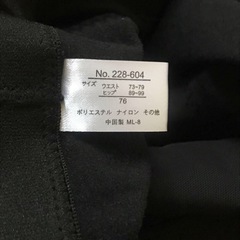 No. 228-604
サイズ ウエスト 73-79
ヒップ 89-99
76
ポリエステル ナイロン その他
中国製 ML-8